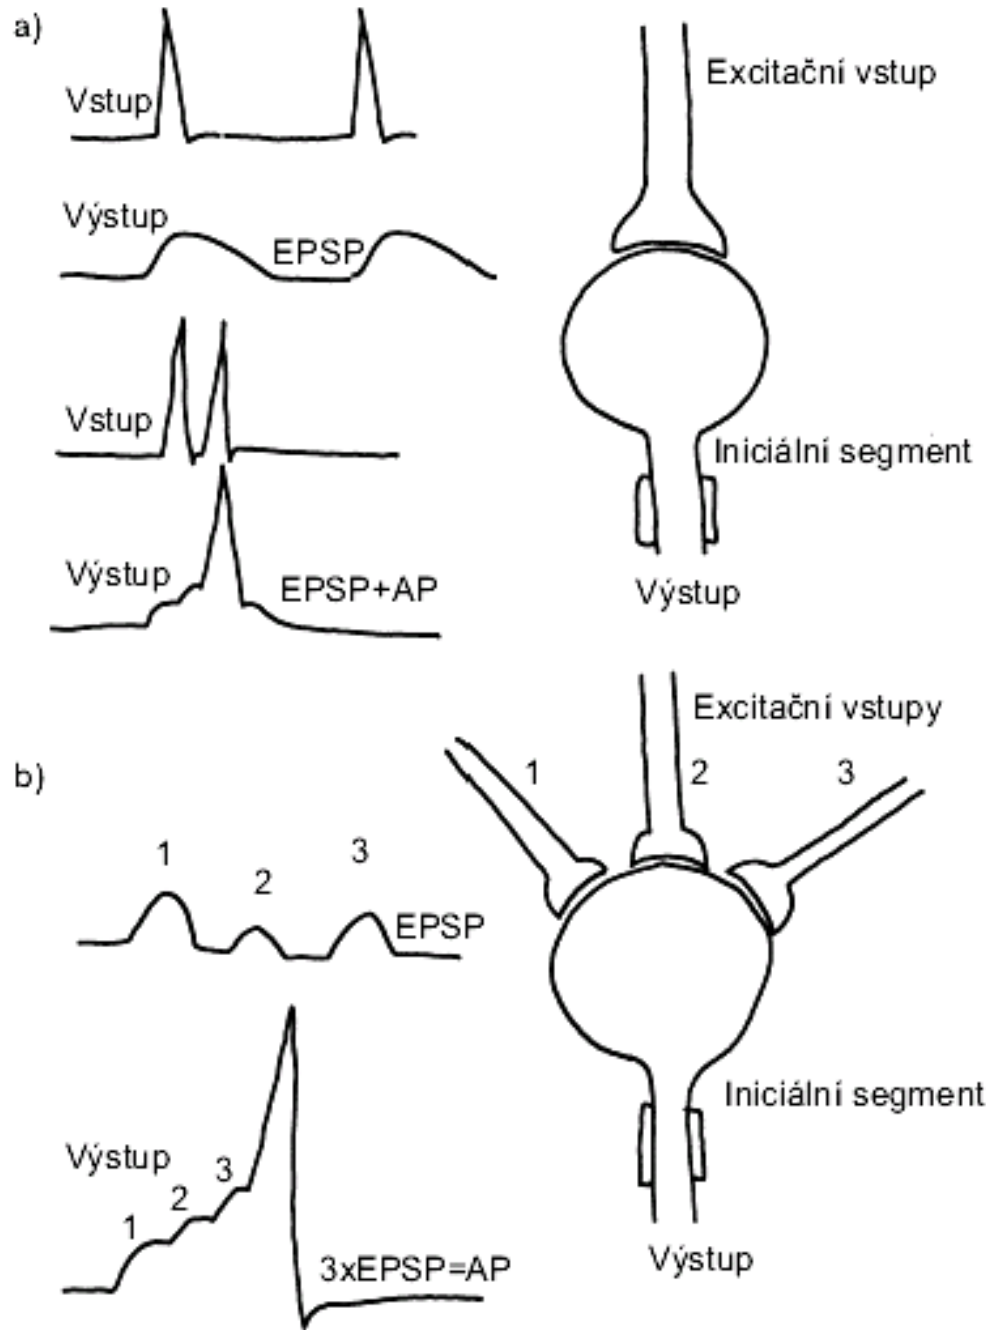 a)
Vstup
Výstup
EPSP
Vstup
Výstup
EPSP+AP
Excitační vstup
Iniciální segment
Výstup
b)
1
2
3
EPSP
Výstup
1
2
3
3xEPSP=AP
Excitační vstupy
1
2
3
Iniciální segment
Výstup